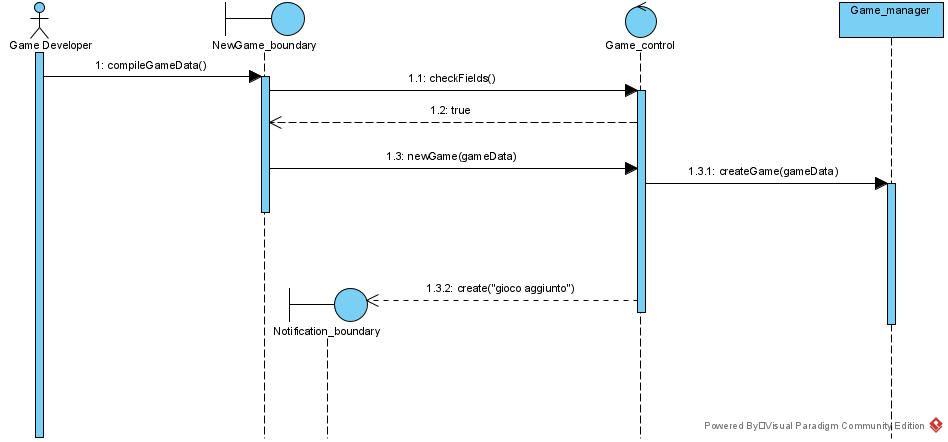 Game Developer
NewGame_boundary
Game_control
Game_manager
1: compileGameData()
1.1: checkFields()
1.2: true
1.3: newGame(gameData)
1.3.1: createGame(gameData)
1.3.2: create("gioco aggiunto")
Notification_boundary
Powered By□Visual Paradigm Community Edition